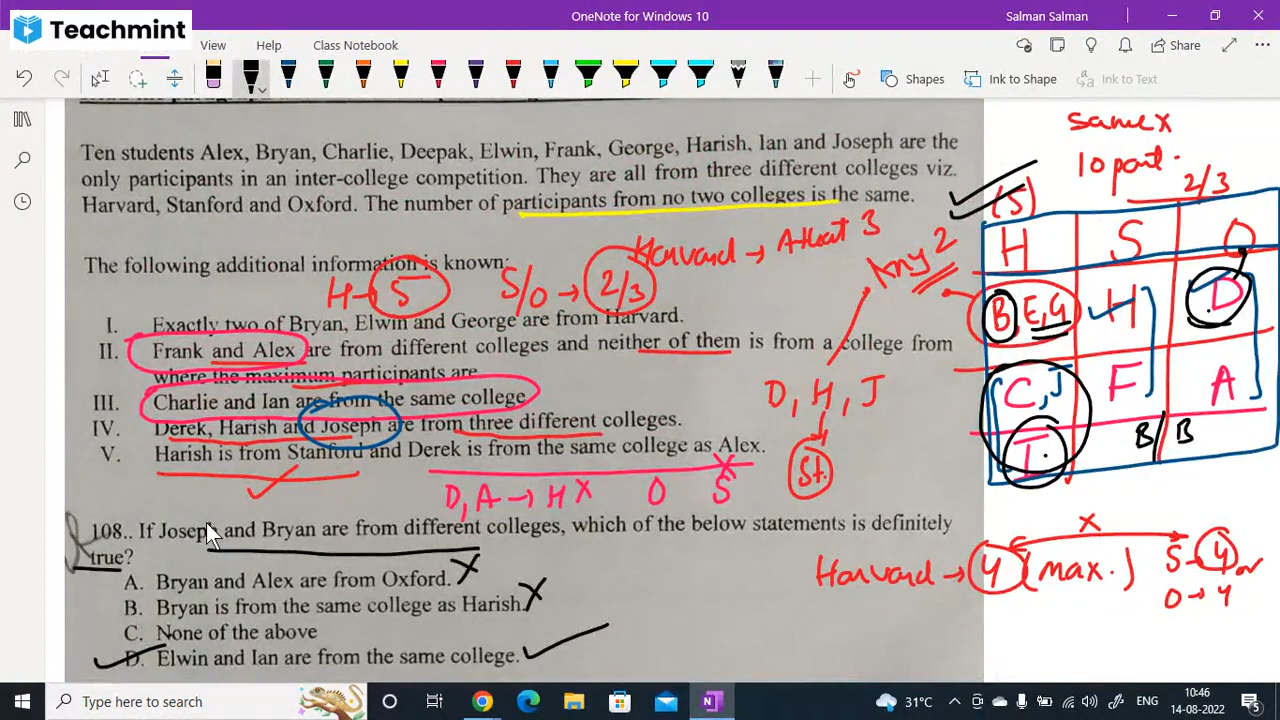 Teachmint
OneNote for Windows 10
Salman Salman
View Help Class Notebook
Share
Shapes Ink to Shape Ink to Text
Ten students Alex, Bryan, Charlie, Deepak, Elwin, Frank, George, Harish, Ian and Joseph are the
only participants in an inter-college competition. They are all from three different colleges viz.
Harvard, Stanford and Oxford. The number of participants from no two colleges is the same.
same x
10 part.
2/3
(5)
H S O
B E, G H D
C, J F A
I B B
Harvard → Atleast 3
Any 2
The following additional information is known:
H → 5 S/O → 2/3
I. Exactly two of Bryan, Elwin and George are from Harvard.
II. Frank and Alex are from different colleges and neither of them is from a college from
where the maximum participants are
III. Charlie and Ian are from the same college
D, H, J
IV. Derek, Harish and Joseph are from three different colleges.
V. Harish is from Stanford and Derek is from the same college as Alex.
St.
D, A → H X O S
108.. If Joseph and Bryan are from different colleges, which of the below statements is definitely
true?
X
Harvard → 4 (max.) S → 4 or
O → 4
A. Bryan and Alex are from Oxford. X
B. Bryan is from the same college as Harish. X
C. None of the above
D. Elwin and Ian are from the same college.
Type here to search
31°C
ENG
10:46
14-08-2022